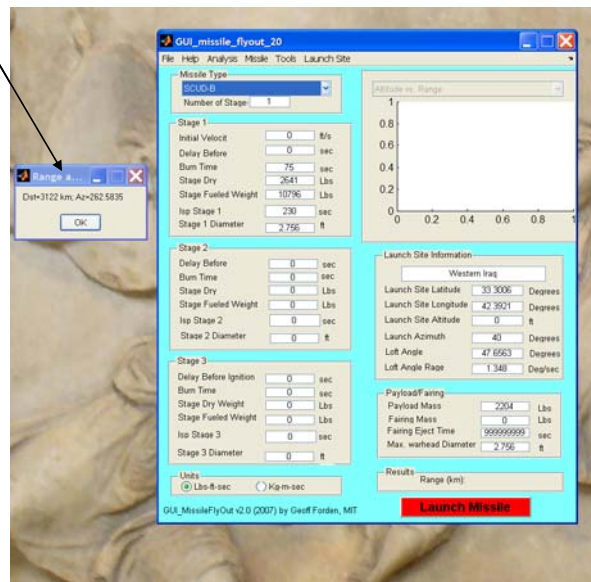 GUI_missile_flyout_20
File Help Analysis Missile Tools Launch Site
Missile Type
SCUD-B
Number of Stage: 1
Stage 1
Initial Velocit 0 ft/s
Delay Before 0 sec
Burn Time 75 sec
Stage Dry 2641 Lbs
Stage Fueled Weight 10796 Lbs
Isp Stage 1 230 sec
Stage 1 Diameter 2.756 ft
Stage 2
Delay Before 0 sec
Burn Time 0 sec
Stage Dry 0 Lbs
Stage Fueled Weight 0 Lbs
Isp Stage 2 0 sec
Stage 2 Diameter 0 ft
Stage 3
Delay Before Ignition 0 sec
Burn Time 0 sec
Stage Dry Weight 0 Lbs
Stage Fueled Weight 0 Lbs
Isp Stage 3 0 sec
Stage 3 Diameter 0 ft
Units
Lbs-ft-sec Kg-m-sec
GUI_MissileFlyOut v2.0 (2007) by Geoff Forden, MIT
Altitude vs. Range
1
0.8
0.6
0.4
0.2
0
0 0.2 0.4 0.6 0.8 1
Launch Site Information
Western Iraq
Launch Site Latitude 33.3006 Degrees
Launch Site Longitude 42.3921 Degrees
Launch Site Altitude 0 ft
Launch Azimuth 40 Degrees
Loft Angle 47.6563 Degrees
Loft Angle Rage 1.348 Deg/sec
Payload/Fairing
Payload Mass 2204 Lbs
Fairing Mass 0 Lbs
Fairing Eject Time 999999999 sec
Max. warhead Diameter 2.756 ft
Results
Range (km):
Launch Missile
Range a...
Dst=3122 km; Az=262.5835
OK